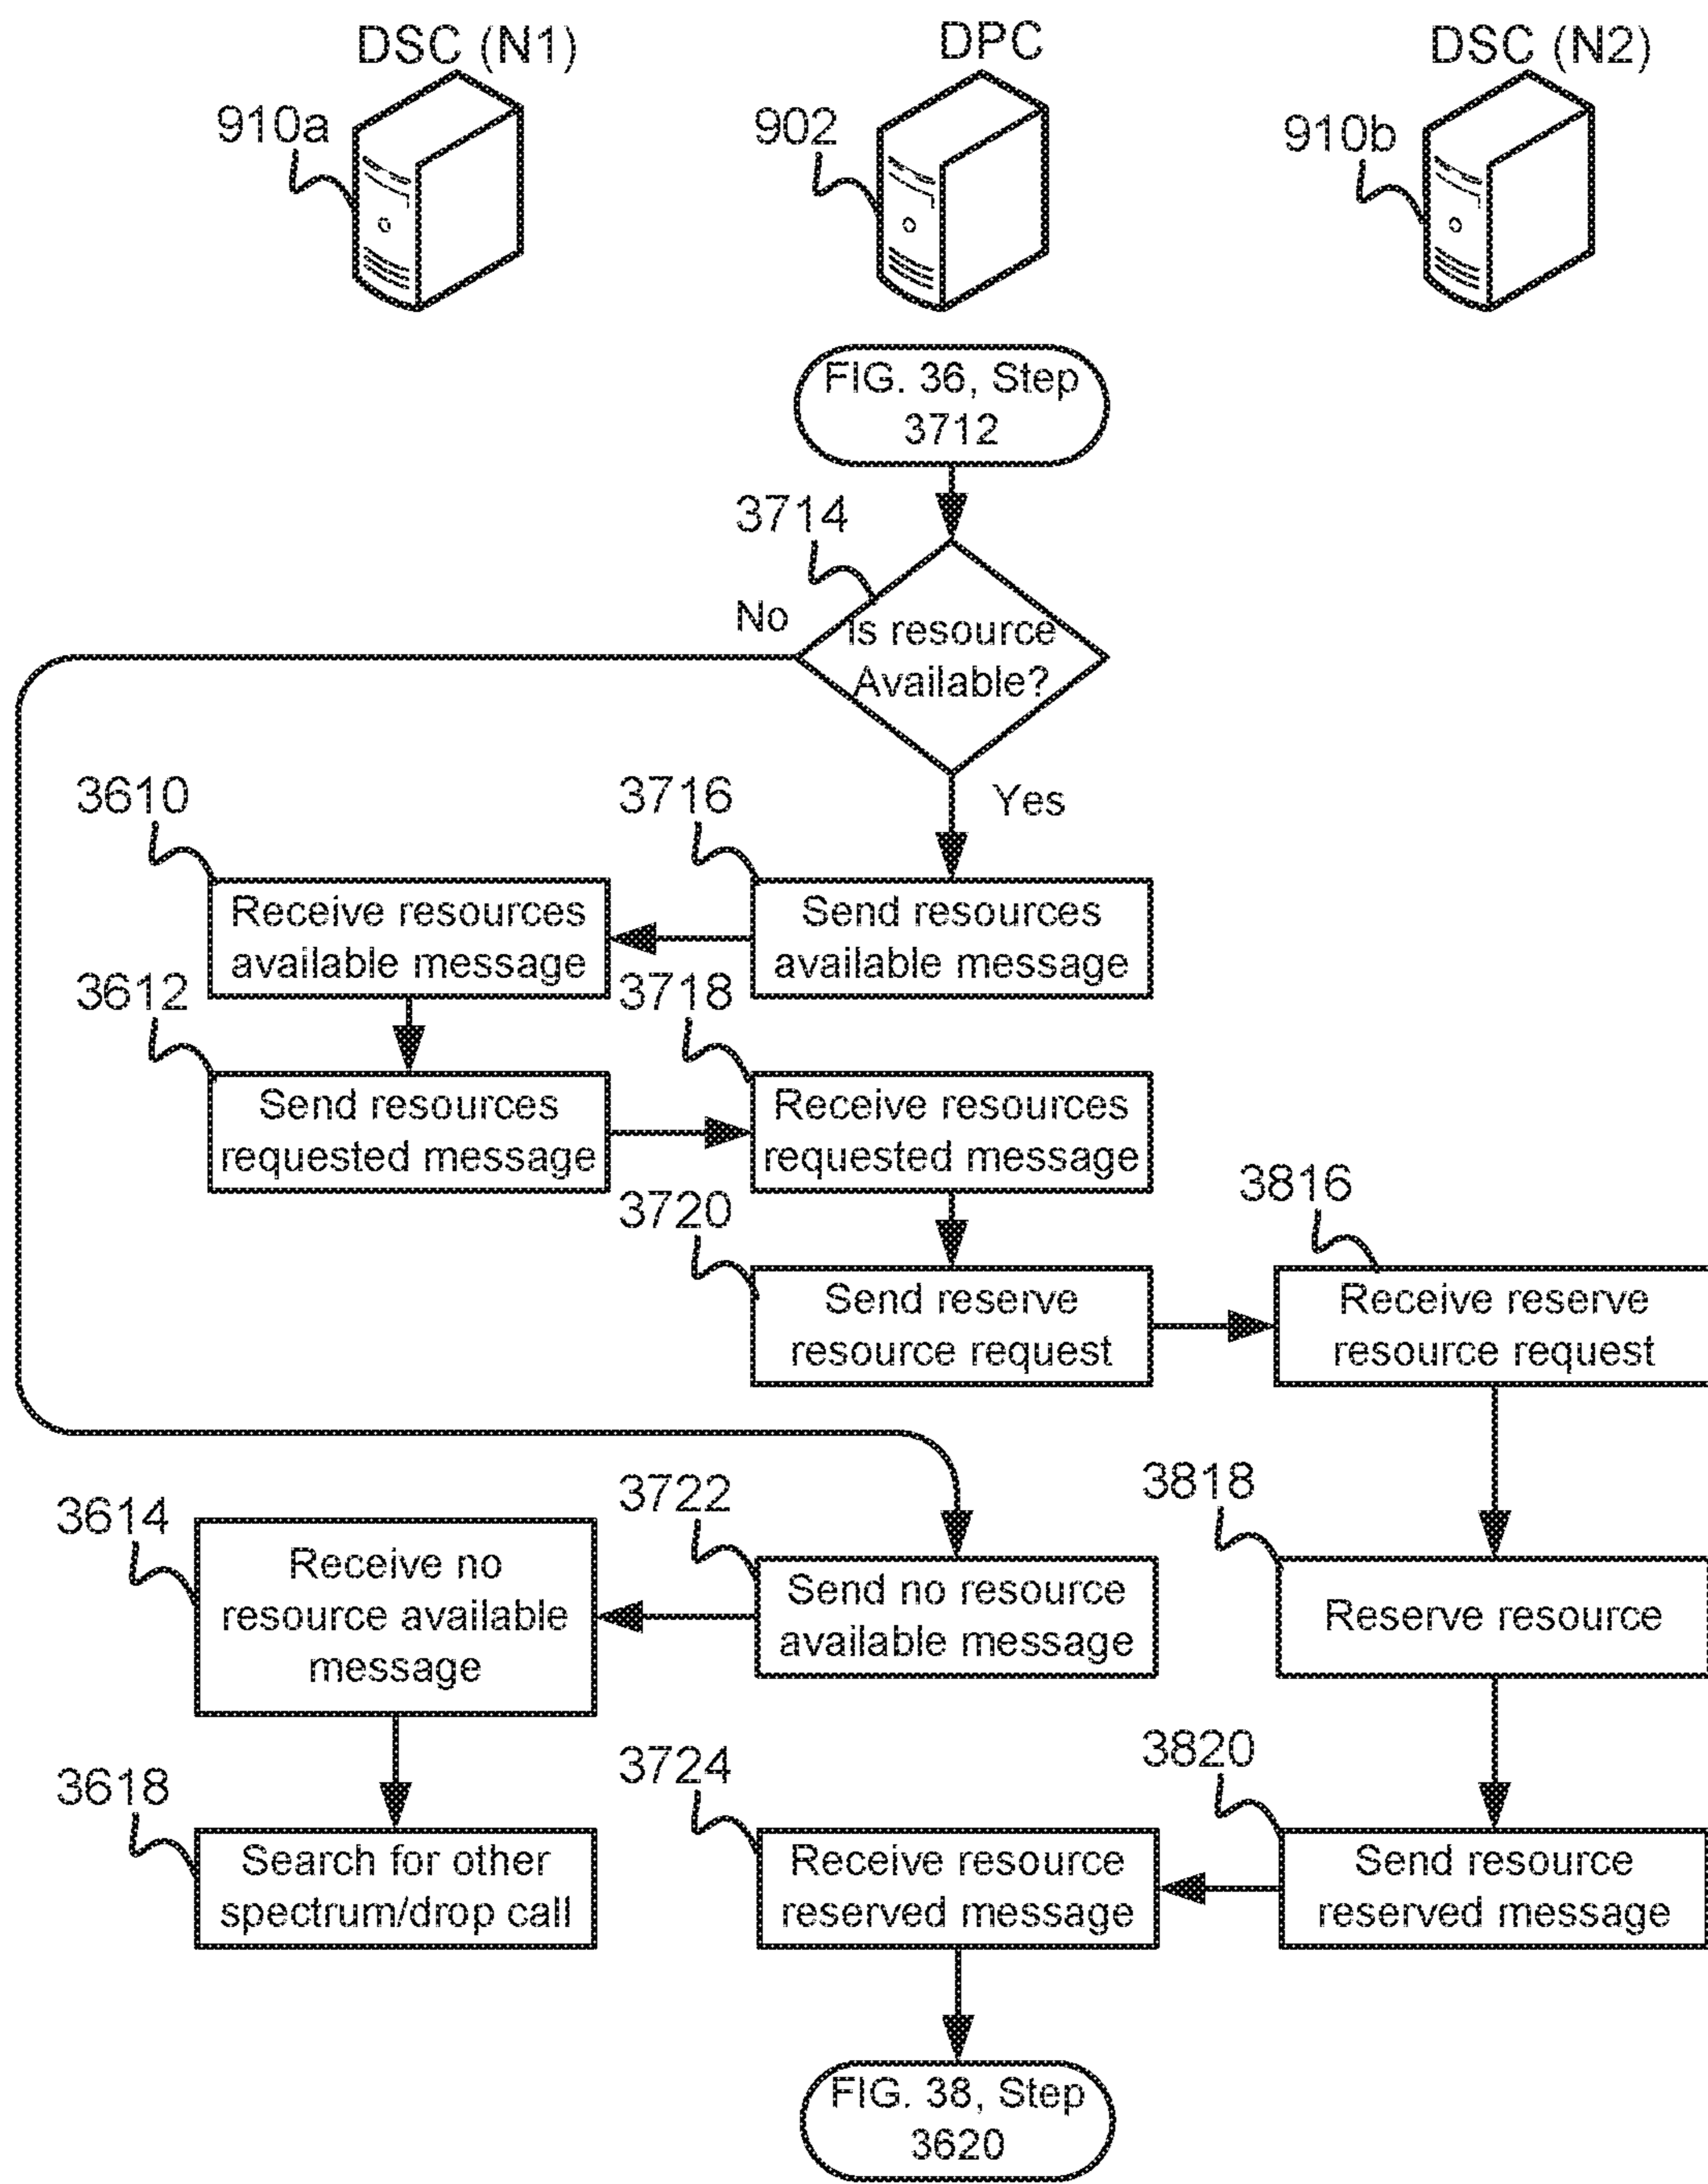 DSC (N1)
DPC
DSC (N2)
910a
902
910b
FIG. 36, Step
3712
3714
No
Is resource
Available?
Yes
3610
3716
Receive resources
available message
Send resources
available message
3612
3718
Send resources
requested message
Receive resources
requested message
3720
3816
Send reserve
resource request
Receive reserve
resource request
3614
3722
3818
Receive no
resource available
message
Send no resource
available message
Reserve resource
3618
3724
3820
Search for other
spectrum/drop call
Receive resource
reserved message
Send resource
reserved message
FIG. 38, Step
3620